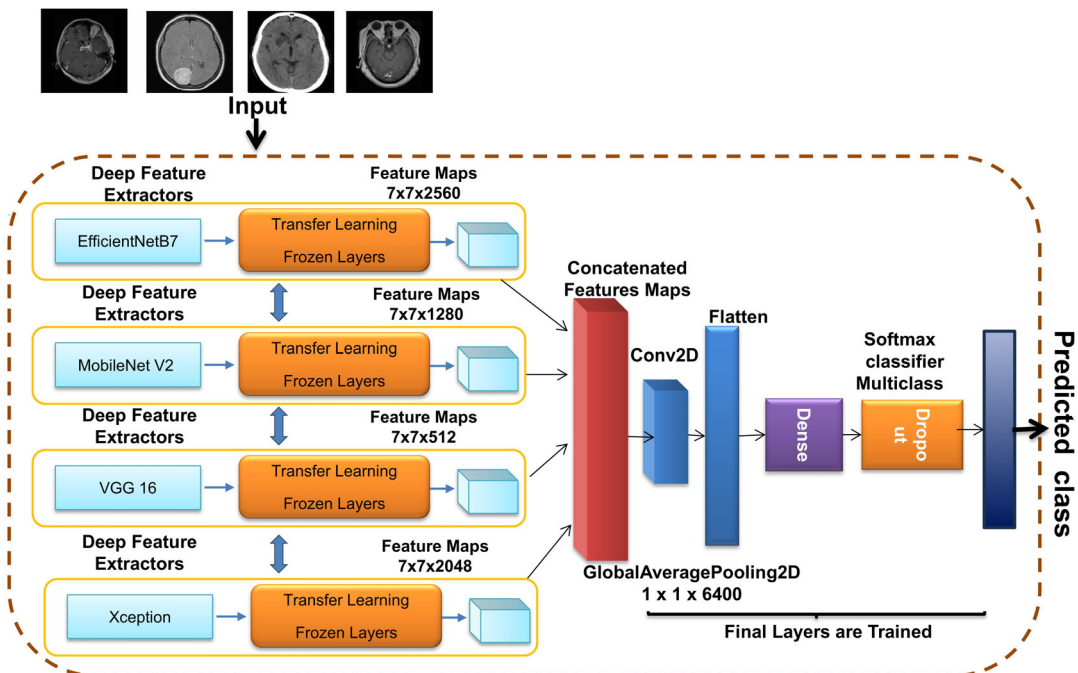 Input
Deep Feature
Extractors
Feature Maps
7x7x2560
EfficientNetB7
Transfer Learning
Frozen Layers
Deep Feature
Extractors
Feature Maps
7x7x1280
MobileNet V2
Transfer Learning
Frozen Layers
Deep Feature
Extractors
Feature Maps
7x7x512
VGG 16
Transfer Learning
Frozen Layers
Deep Feature
Extractors
Feature Maps
7x7x2048
Xception
Transfer Learning
Frozen Layers
Concatenated
Features Maps
GlobalAveragePooling2D
1 x 1 x 6400
Conv2D
Flatten
Dense
Softmax
classifier
Multiclass
Dropo
ut
Final Layers are Trained
Predicted class